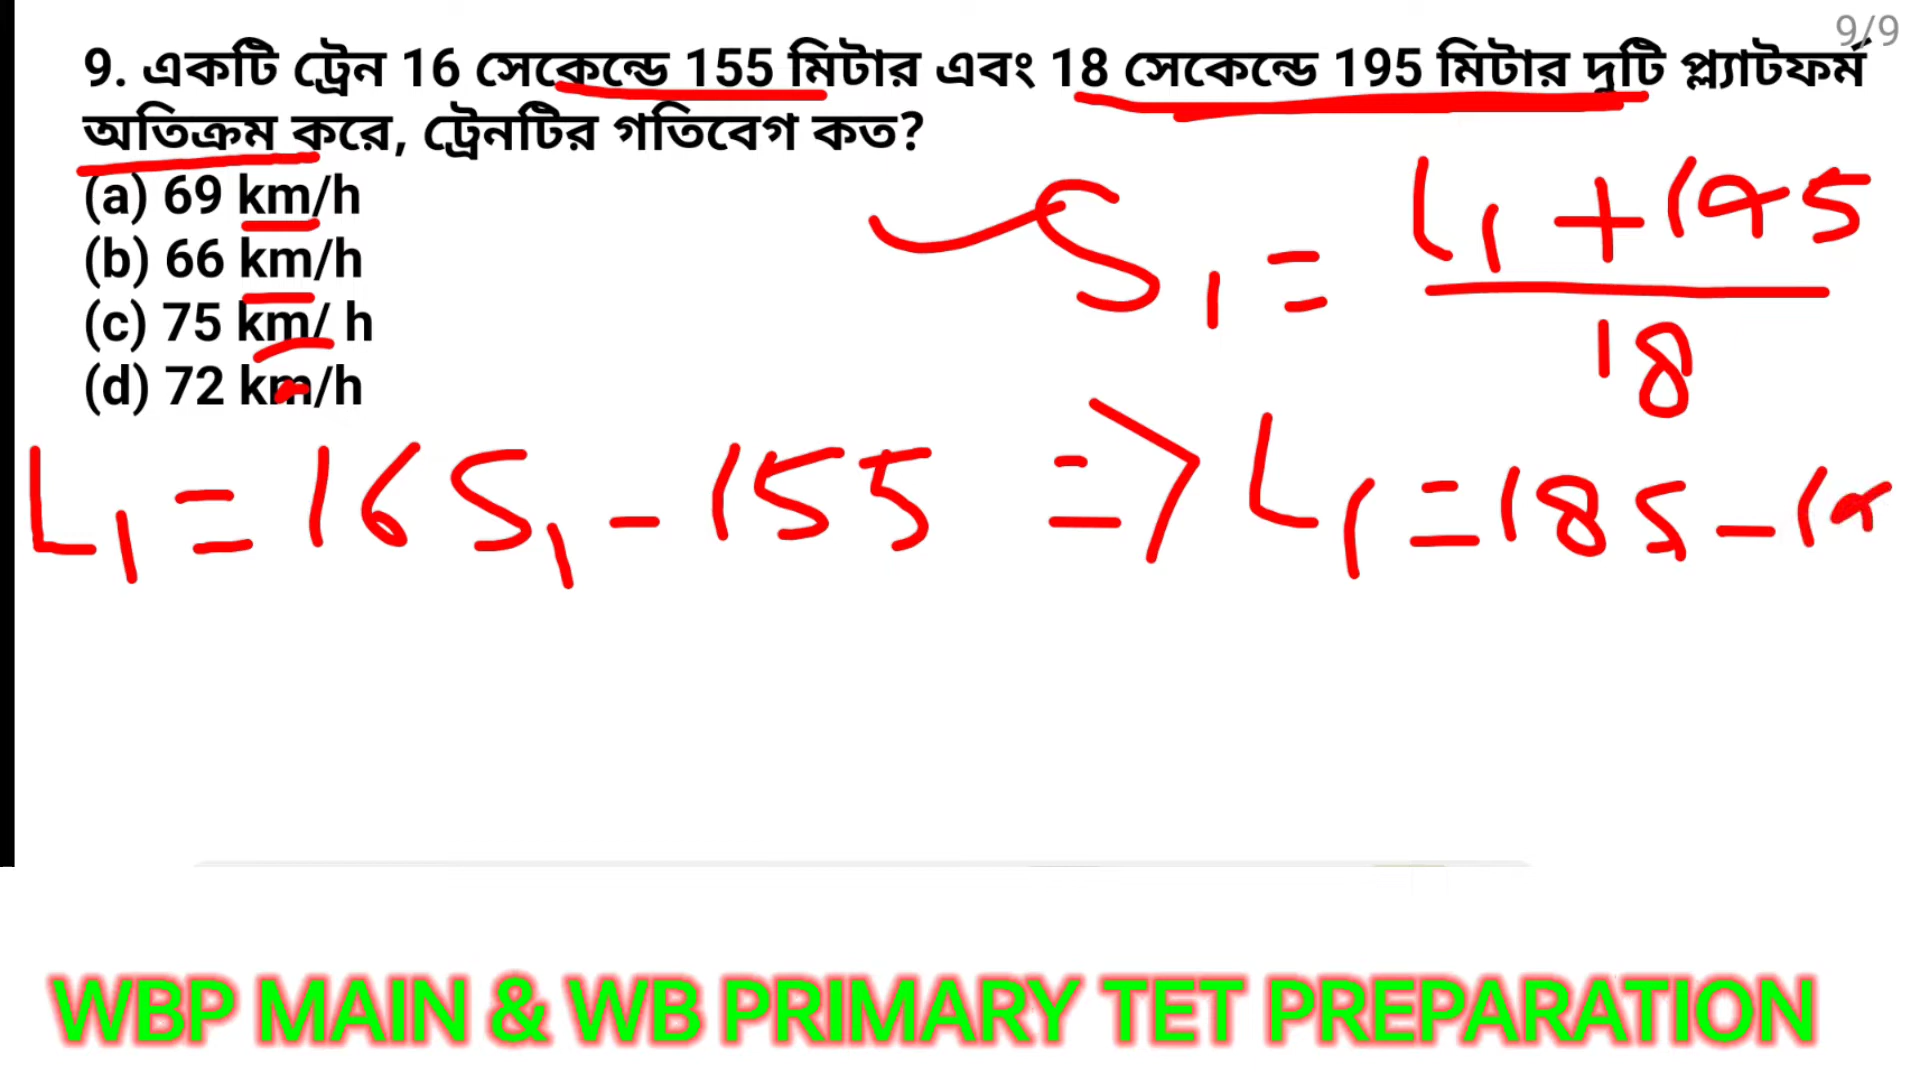 9/9
9. একটি ট্রেন 16 সেকেন্ডে 155 মিটার এবং 18 সেকেন্ডে 195 মিটার দুটি প্ল্যাটফর্ম
অতিক্রম করে, ট্রেনটির গতিবেগ কত?
(a) 69 km/h
(b) 66 km/h
(c) 75 km/ h
(d) 72 km/h
S₁ = L₁ + 195
18
L₁ = 16S₁ - 155 => L₁ = 18S - 19
WBP MAIN & WB PRIMARY TET PREPARATION